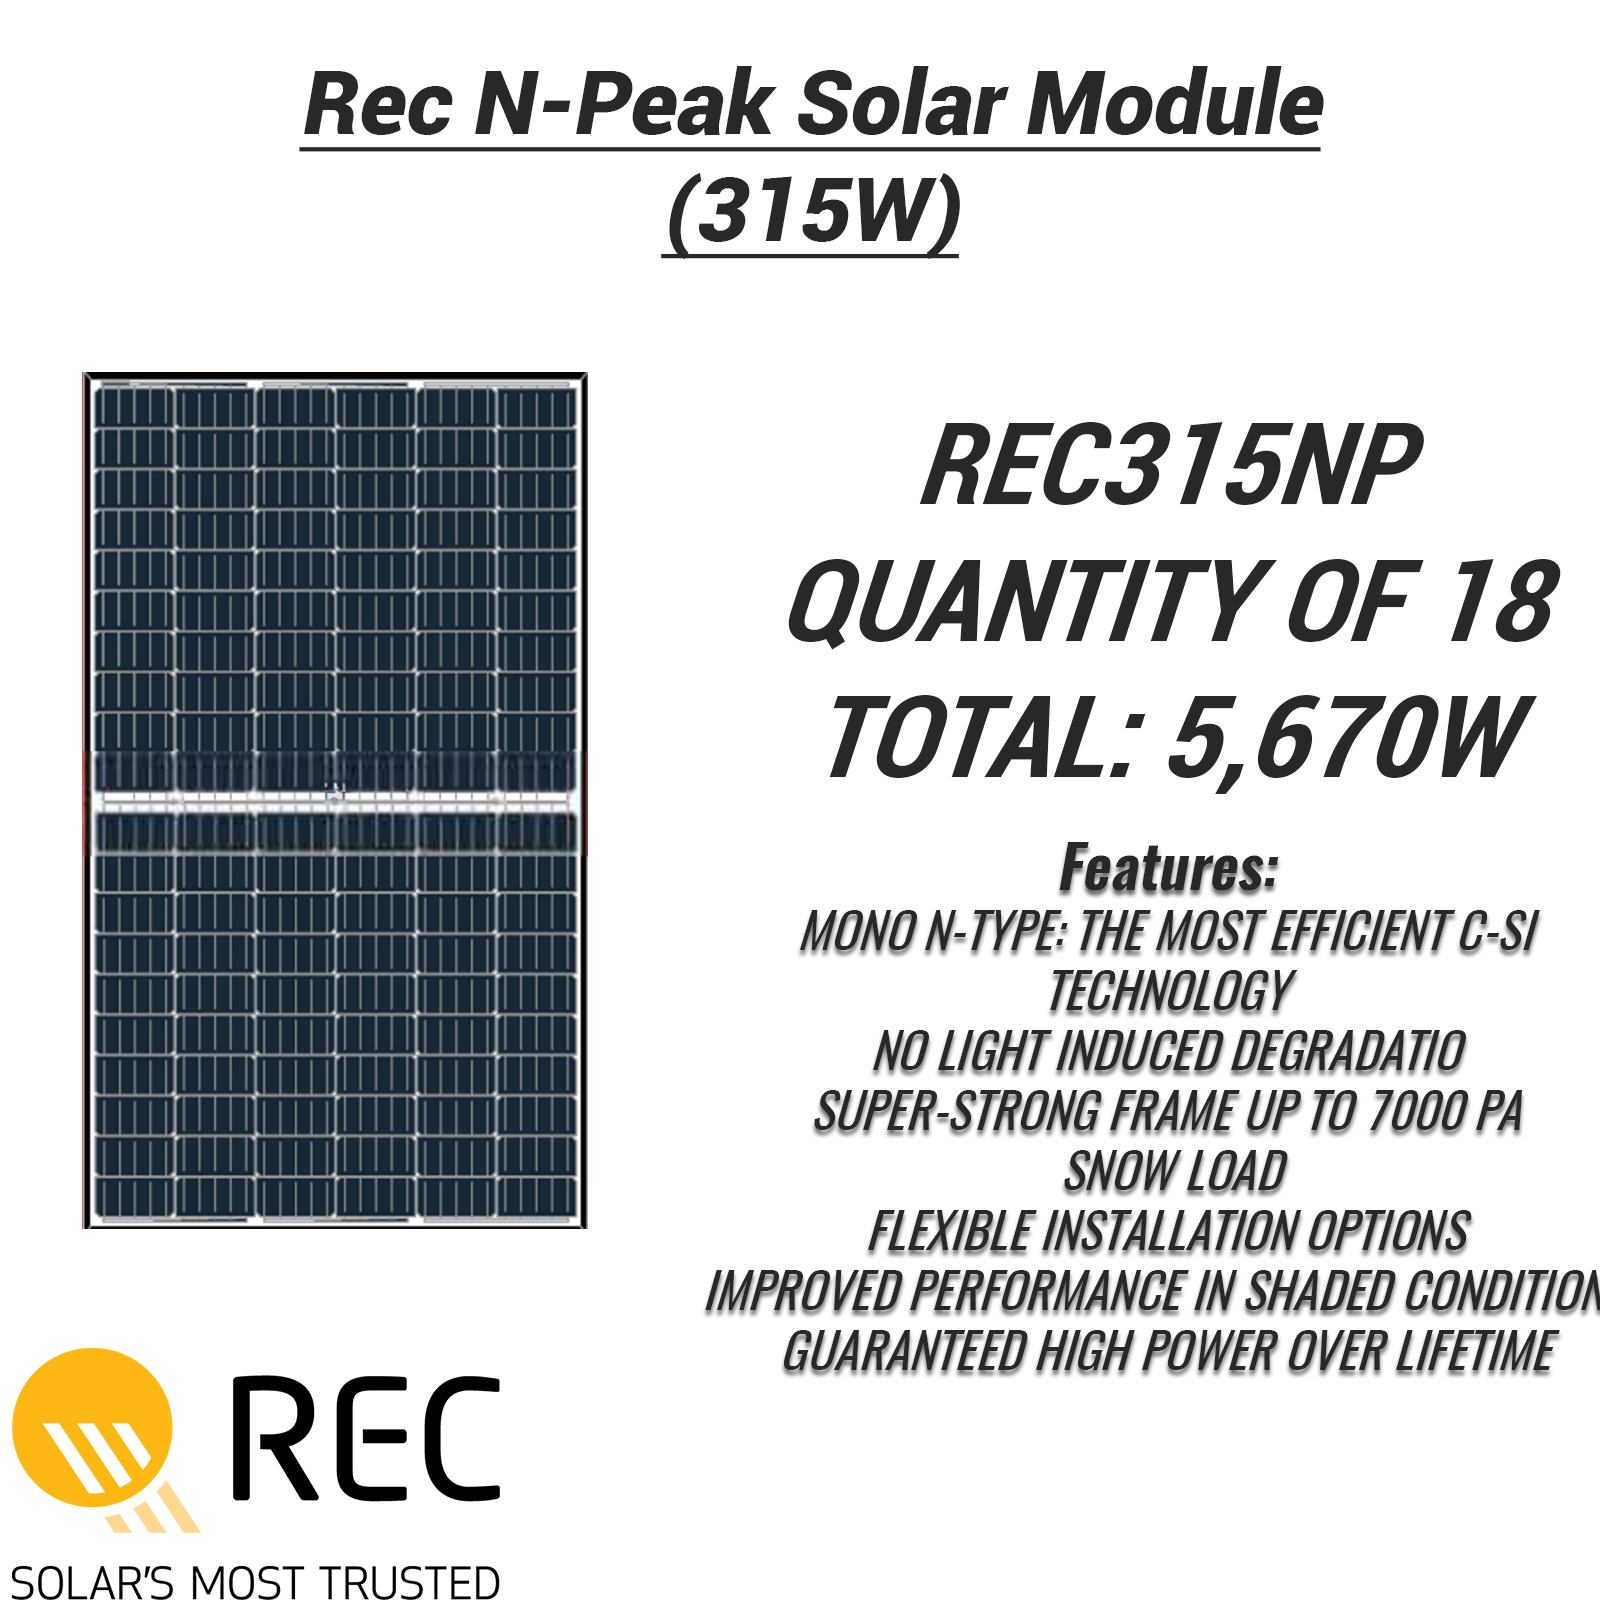 Rec N-Peak Solar Module
(315W)
REC315NP
QUANTITY OF 18
TOTAL: 5,670W
Features:
MONO N-TYPE: THE MOST EFFICIENT C-SI
TECHNOLOGY
NO LIGHT INDUCED DEGRADATIO
SUPER-STRONG FRAME UP TO 7000 PA
SNOW LOAD
FLEXIBLE INSTALLATION OPTIONS
IMPROVED PERFORMANCE IN SHADED CONDITION
GUARANTEED HIGH POWER OVER LIFETIME
REC
SOLAR'S MOST TRUSTED